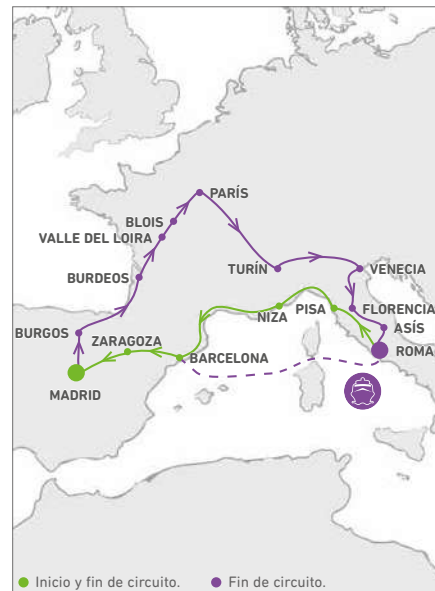 PARÍS
BLOIS
VALLE DEL LOIRA
TURÍN
VENECIA
BURDEOS
NIZA
PISA
FLORENCIA
BURGOS
ASÍS
ZARAGOZA
ROMA
BARCELONA
MADRID
Inicio y fin de circuito.
Fin de circuito.